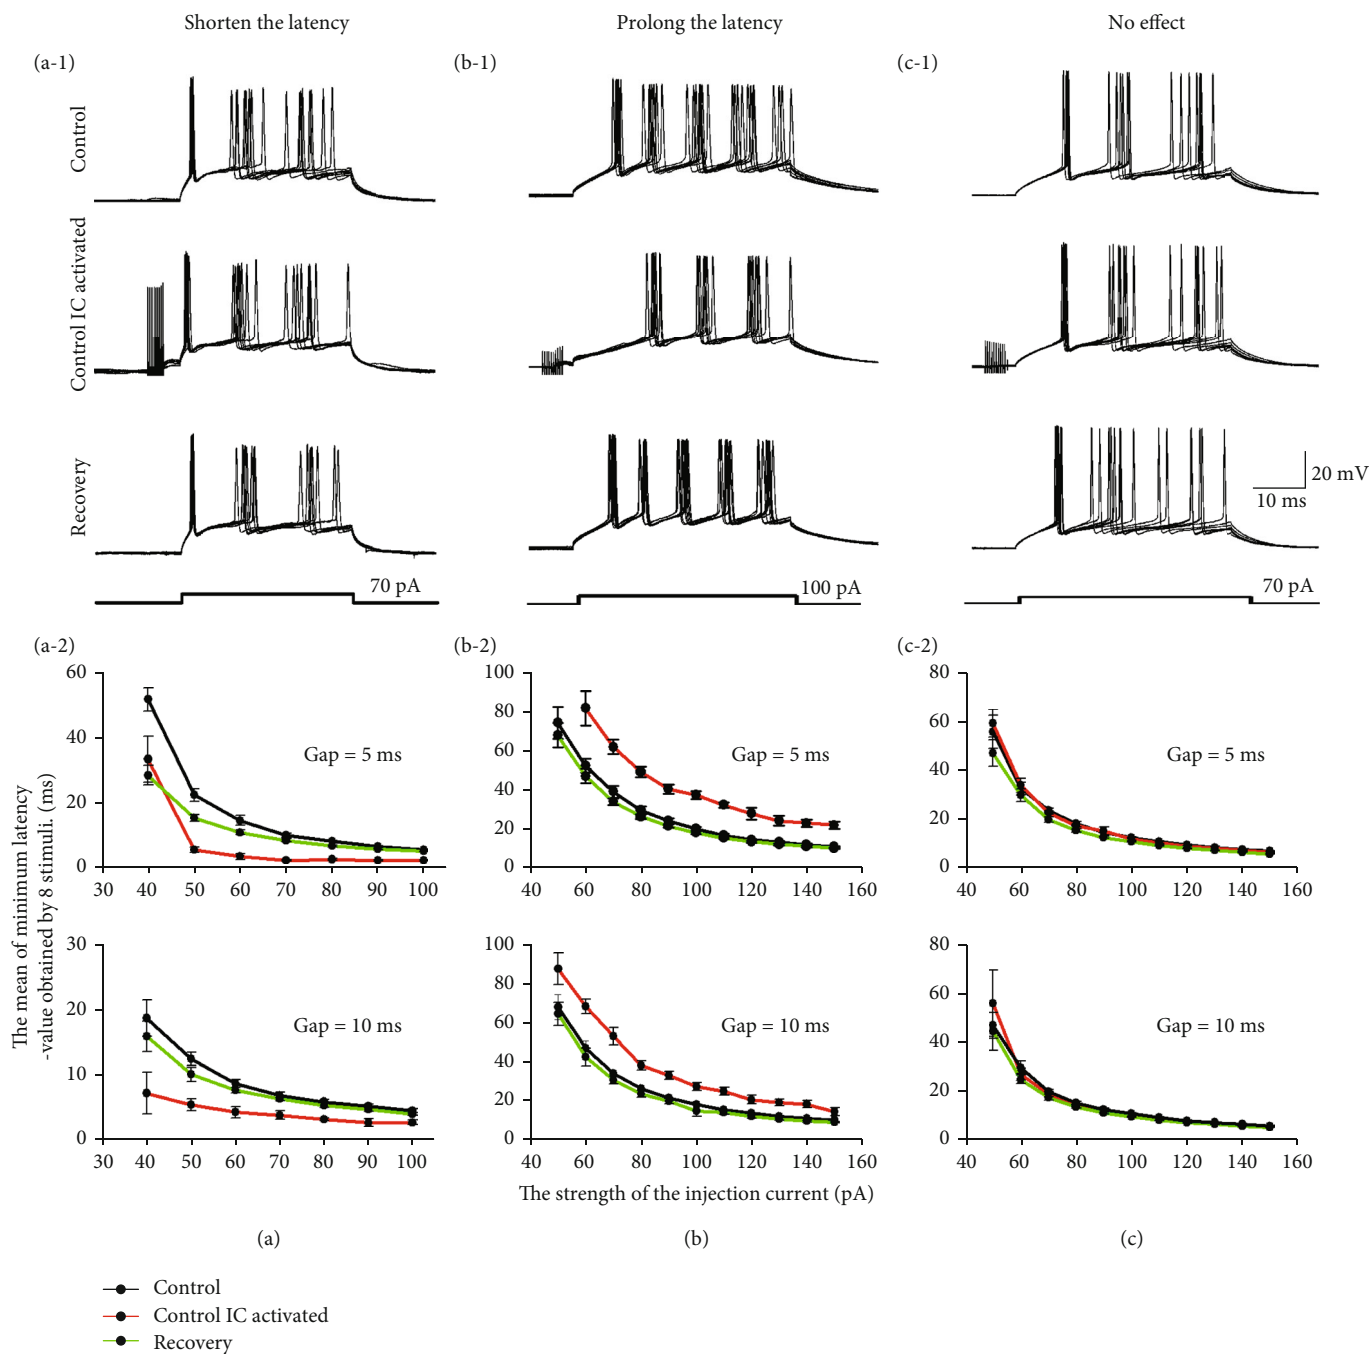 Shorten the latency
Prolong the latency
No effect
(a-1)
(b-1)
(c-1)
Control
Control IC activated
Recovery
20 mV
10 ms
70 pA
100 pA
70 pA
(a-2)
(b-2)
(c-2)
The mean of minimum latency
-value obtained by 8 stimuli. (ms)
60
40
20
0
Gap = 5 ms
30 40 50 60 70 80 90 100
100
80
60
40
20
0
Gap = 5 ms
40 60 80 100 120 140 160
80
60
40
20
0
Gap = 5 ms
40 60 80 100 120 140 160
30
20
10
0
Gap = 10 ms
30 40 50 60 70 80 90 100
100
80
60
40
20
0
Gap = 10 ms
40 60 80 100 120 140 160
80
60
40
20
0
Gap = 10 ms
40 60 80 100 120 140 160
The strength of the injection current (pA)
(a)
(b)
(c)
Control
Control IC activated
Recovery